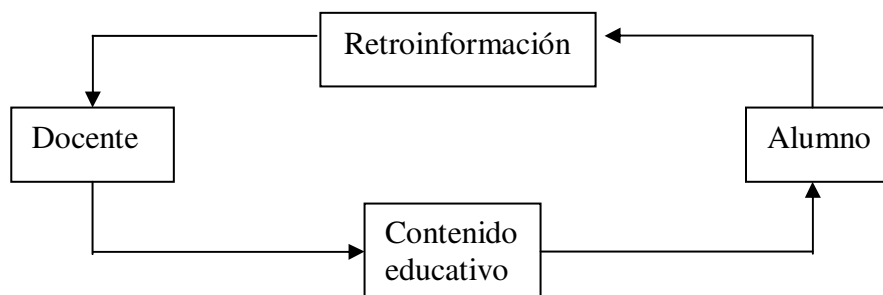 Retroinformación
Docente
Alumno
Contenido
educativo